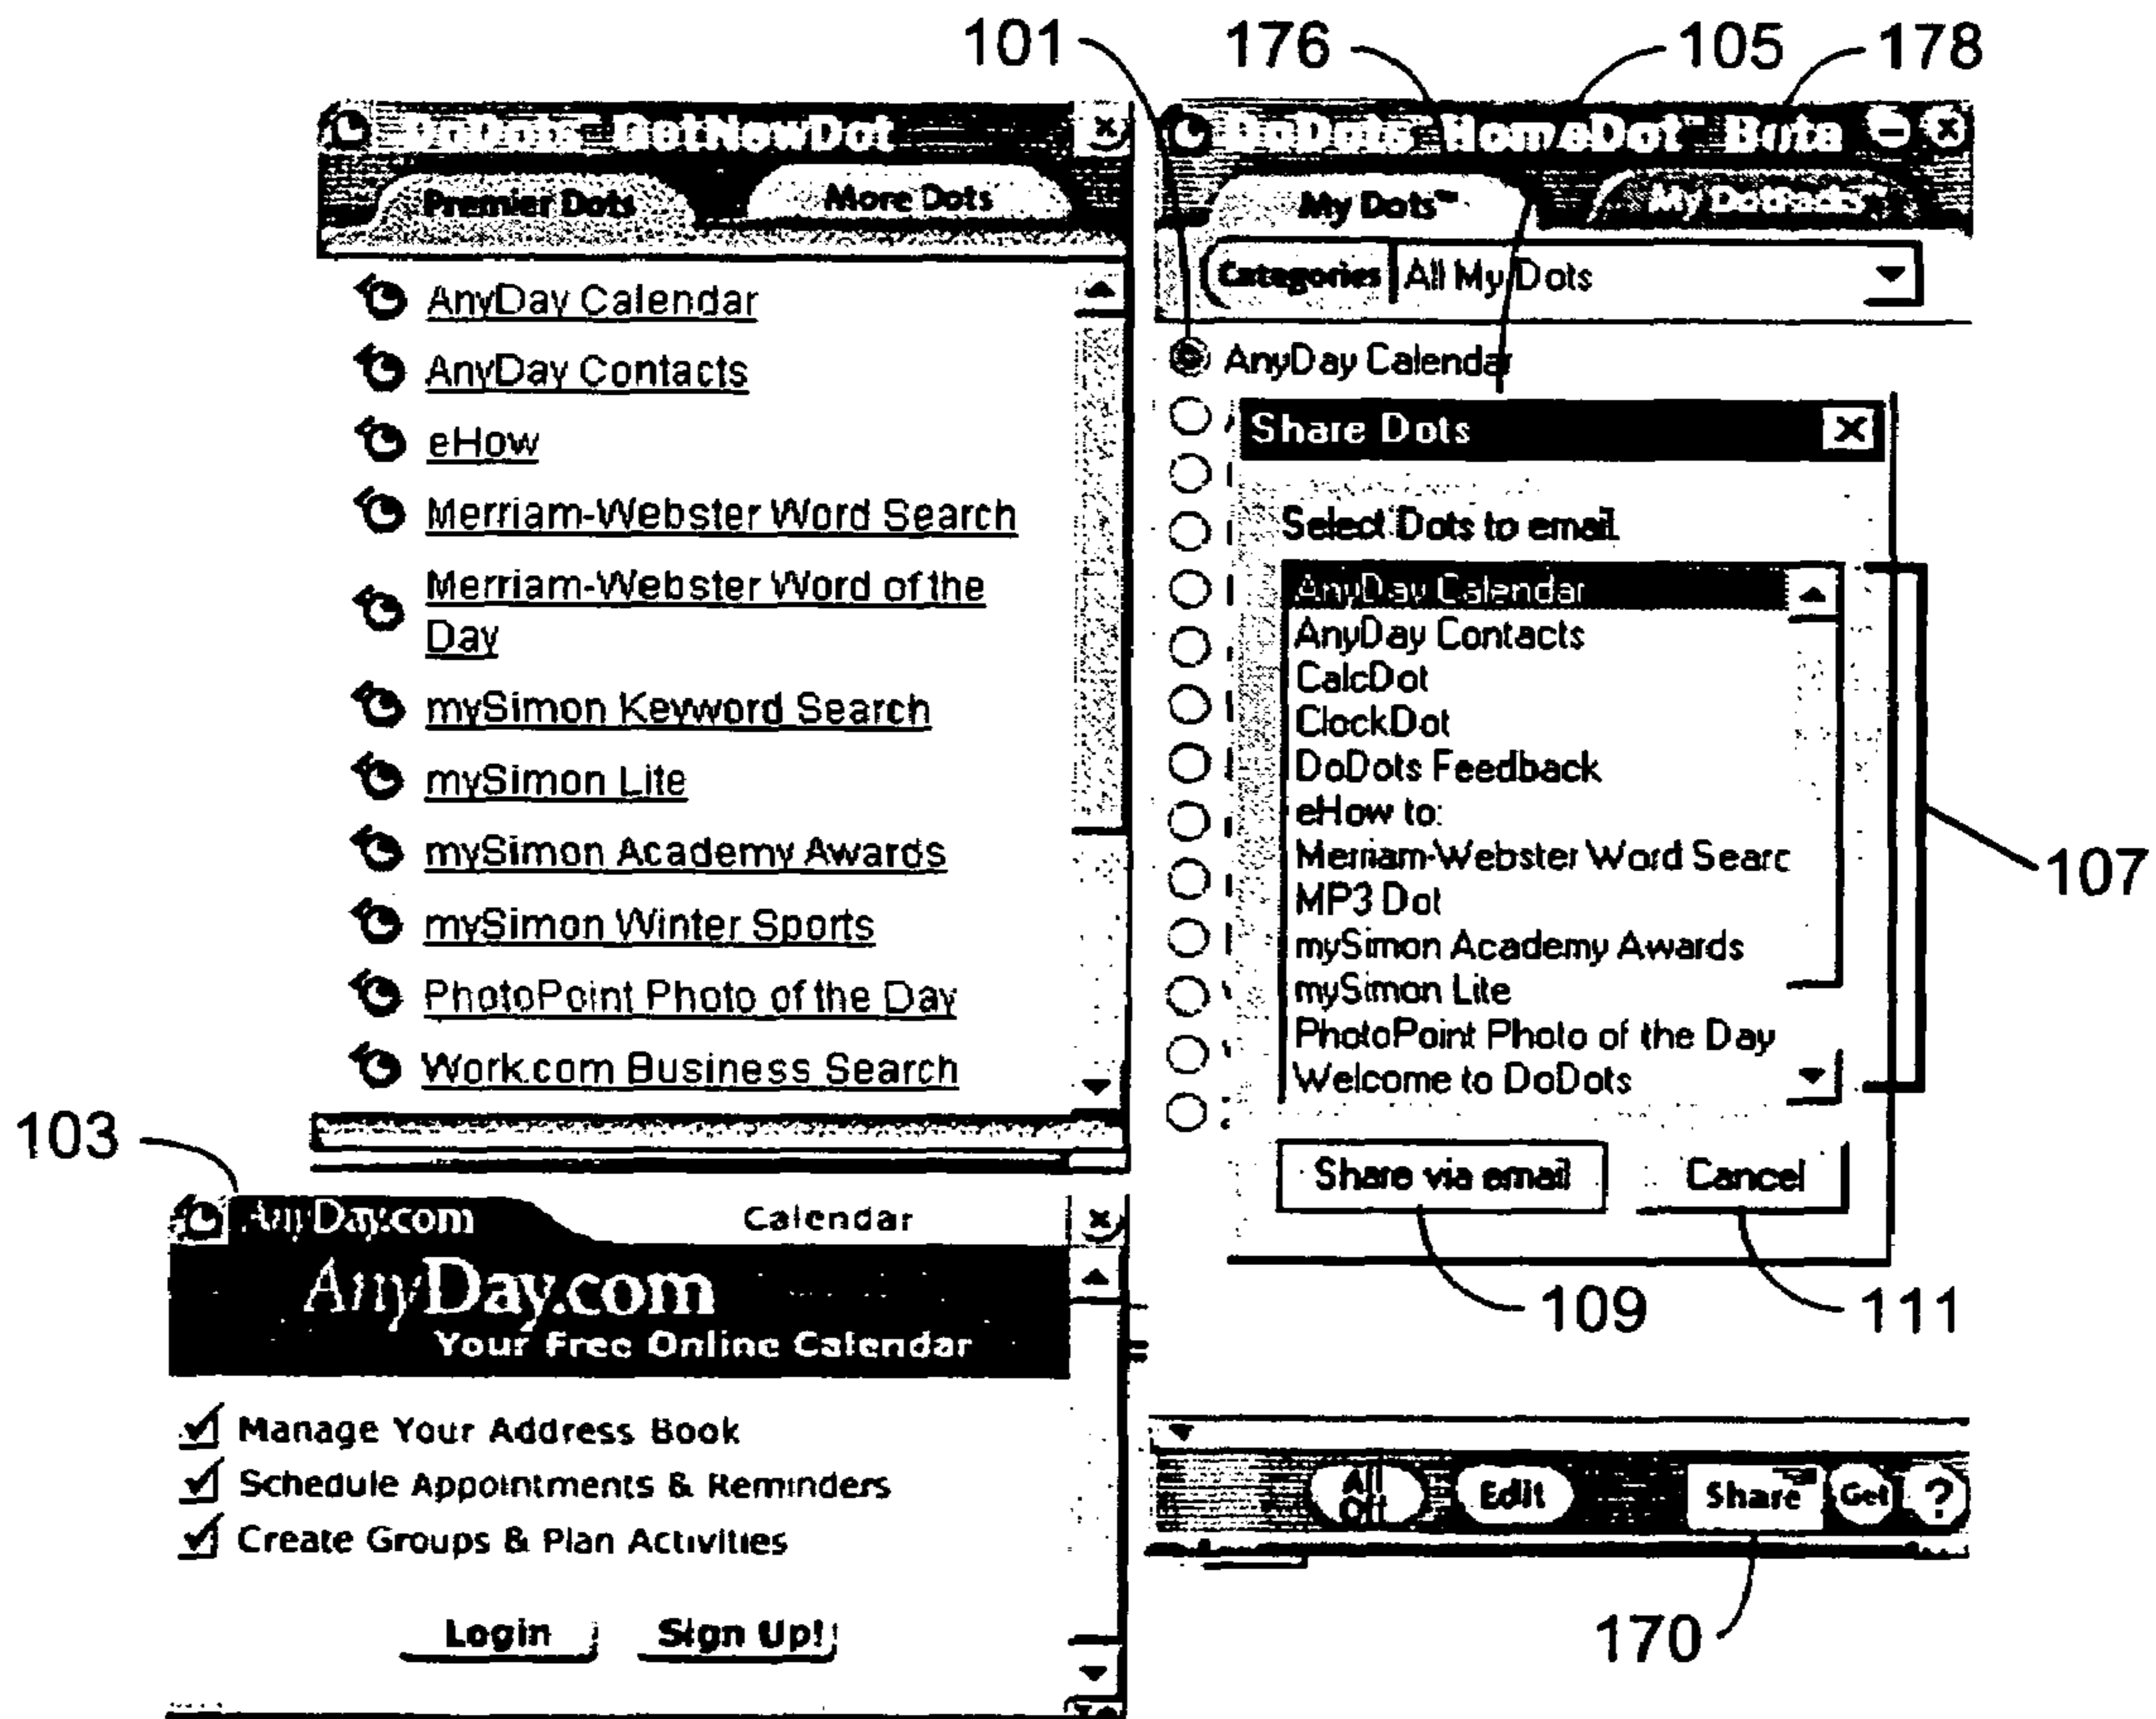 101
176
105
178
DoDots™ GetNewDot
Premier Dots
More Dots
AnyDay Calendar
AnyDay Contacts
eHow
Merriam-Webster Word Search
Merriam-Webster Word of the
Day
mySimon Keyword Search
mySimon Lite
mySimon Academy Awards
mySimon Winter Sports
PhotoPoint Photo of the Day
Work.com Business Search
DoDots™ HomeDot™ Beta
My Dots™
My DotPacks™
Categories
All My Dots
AnyDay Calendar
Share Dots
Select Dots to email.
AnyDay Calendar
AnyDay Contacts
CalcDot
ClockDot
DoDots Feedback
eHow to:
Merriam-Webster Word Searc
MP3 Dot
mySimon Academy Awards
mySimon Lite
PhotoPoint Photo of the Day
Welcome to DoDots
107
Share via email
Cancel
109
111
103
AnyDay.com
Calendar
AnyDay.com
Your Free Online Calendar
Manage Your Address Book
Schedule Appointments & Reminders
Create Groups & Plan Activities
Login
Sign Up!
All
Off
Edit
Share
Get
?
170